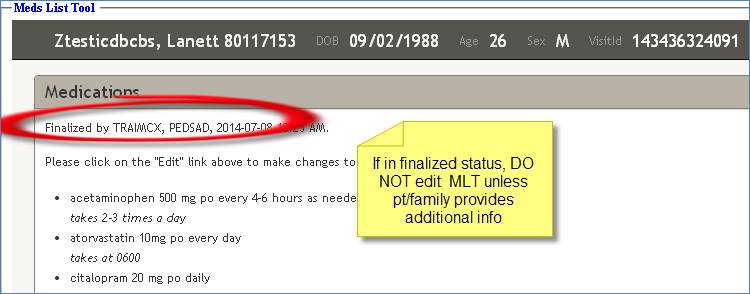 Meds List Tool
Ztesticdbcbs, Lanett 80117153 DOB 09/02/1988 Age 26 Sex M VisitId 143436324091
Medications
Finalized by TRAIMCX, PEDSAD, 2014-07-08 AM.
Please click on the "Edit" link above to make changes to
If in finalized status, DO
NOT edit MLT unless
pt/family provides
additional info
• acetaminophen 500 mg po every 4-6 hours as neede
takes 2-3 times a day
• atorvastatin 10mg po every day
takes at 0600
• citalopram 20 mg po daily